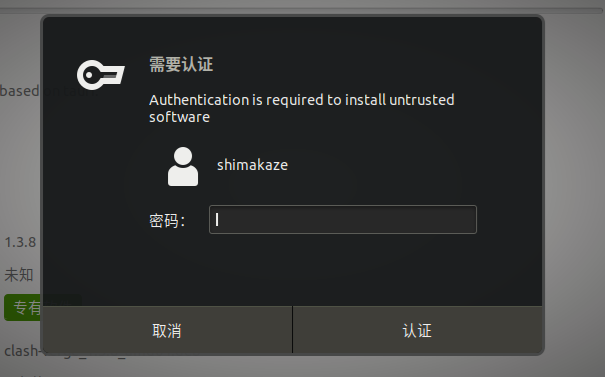 需要认证
based
Authentication is required to install untrusted
software
shimakaze
密码：
1.3.8
未知
专有
取消
认证
clash-